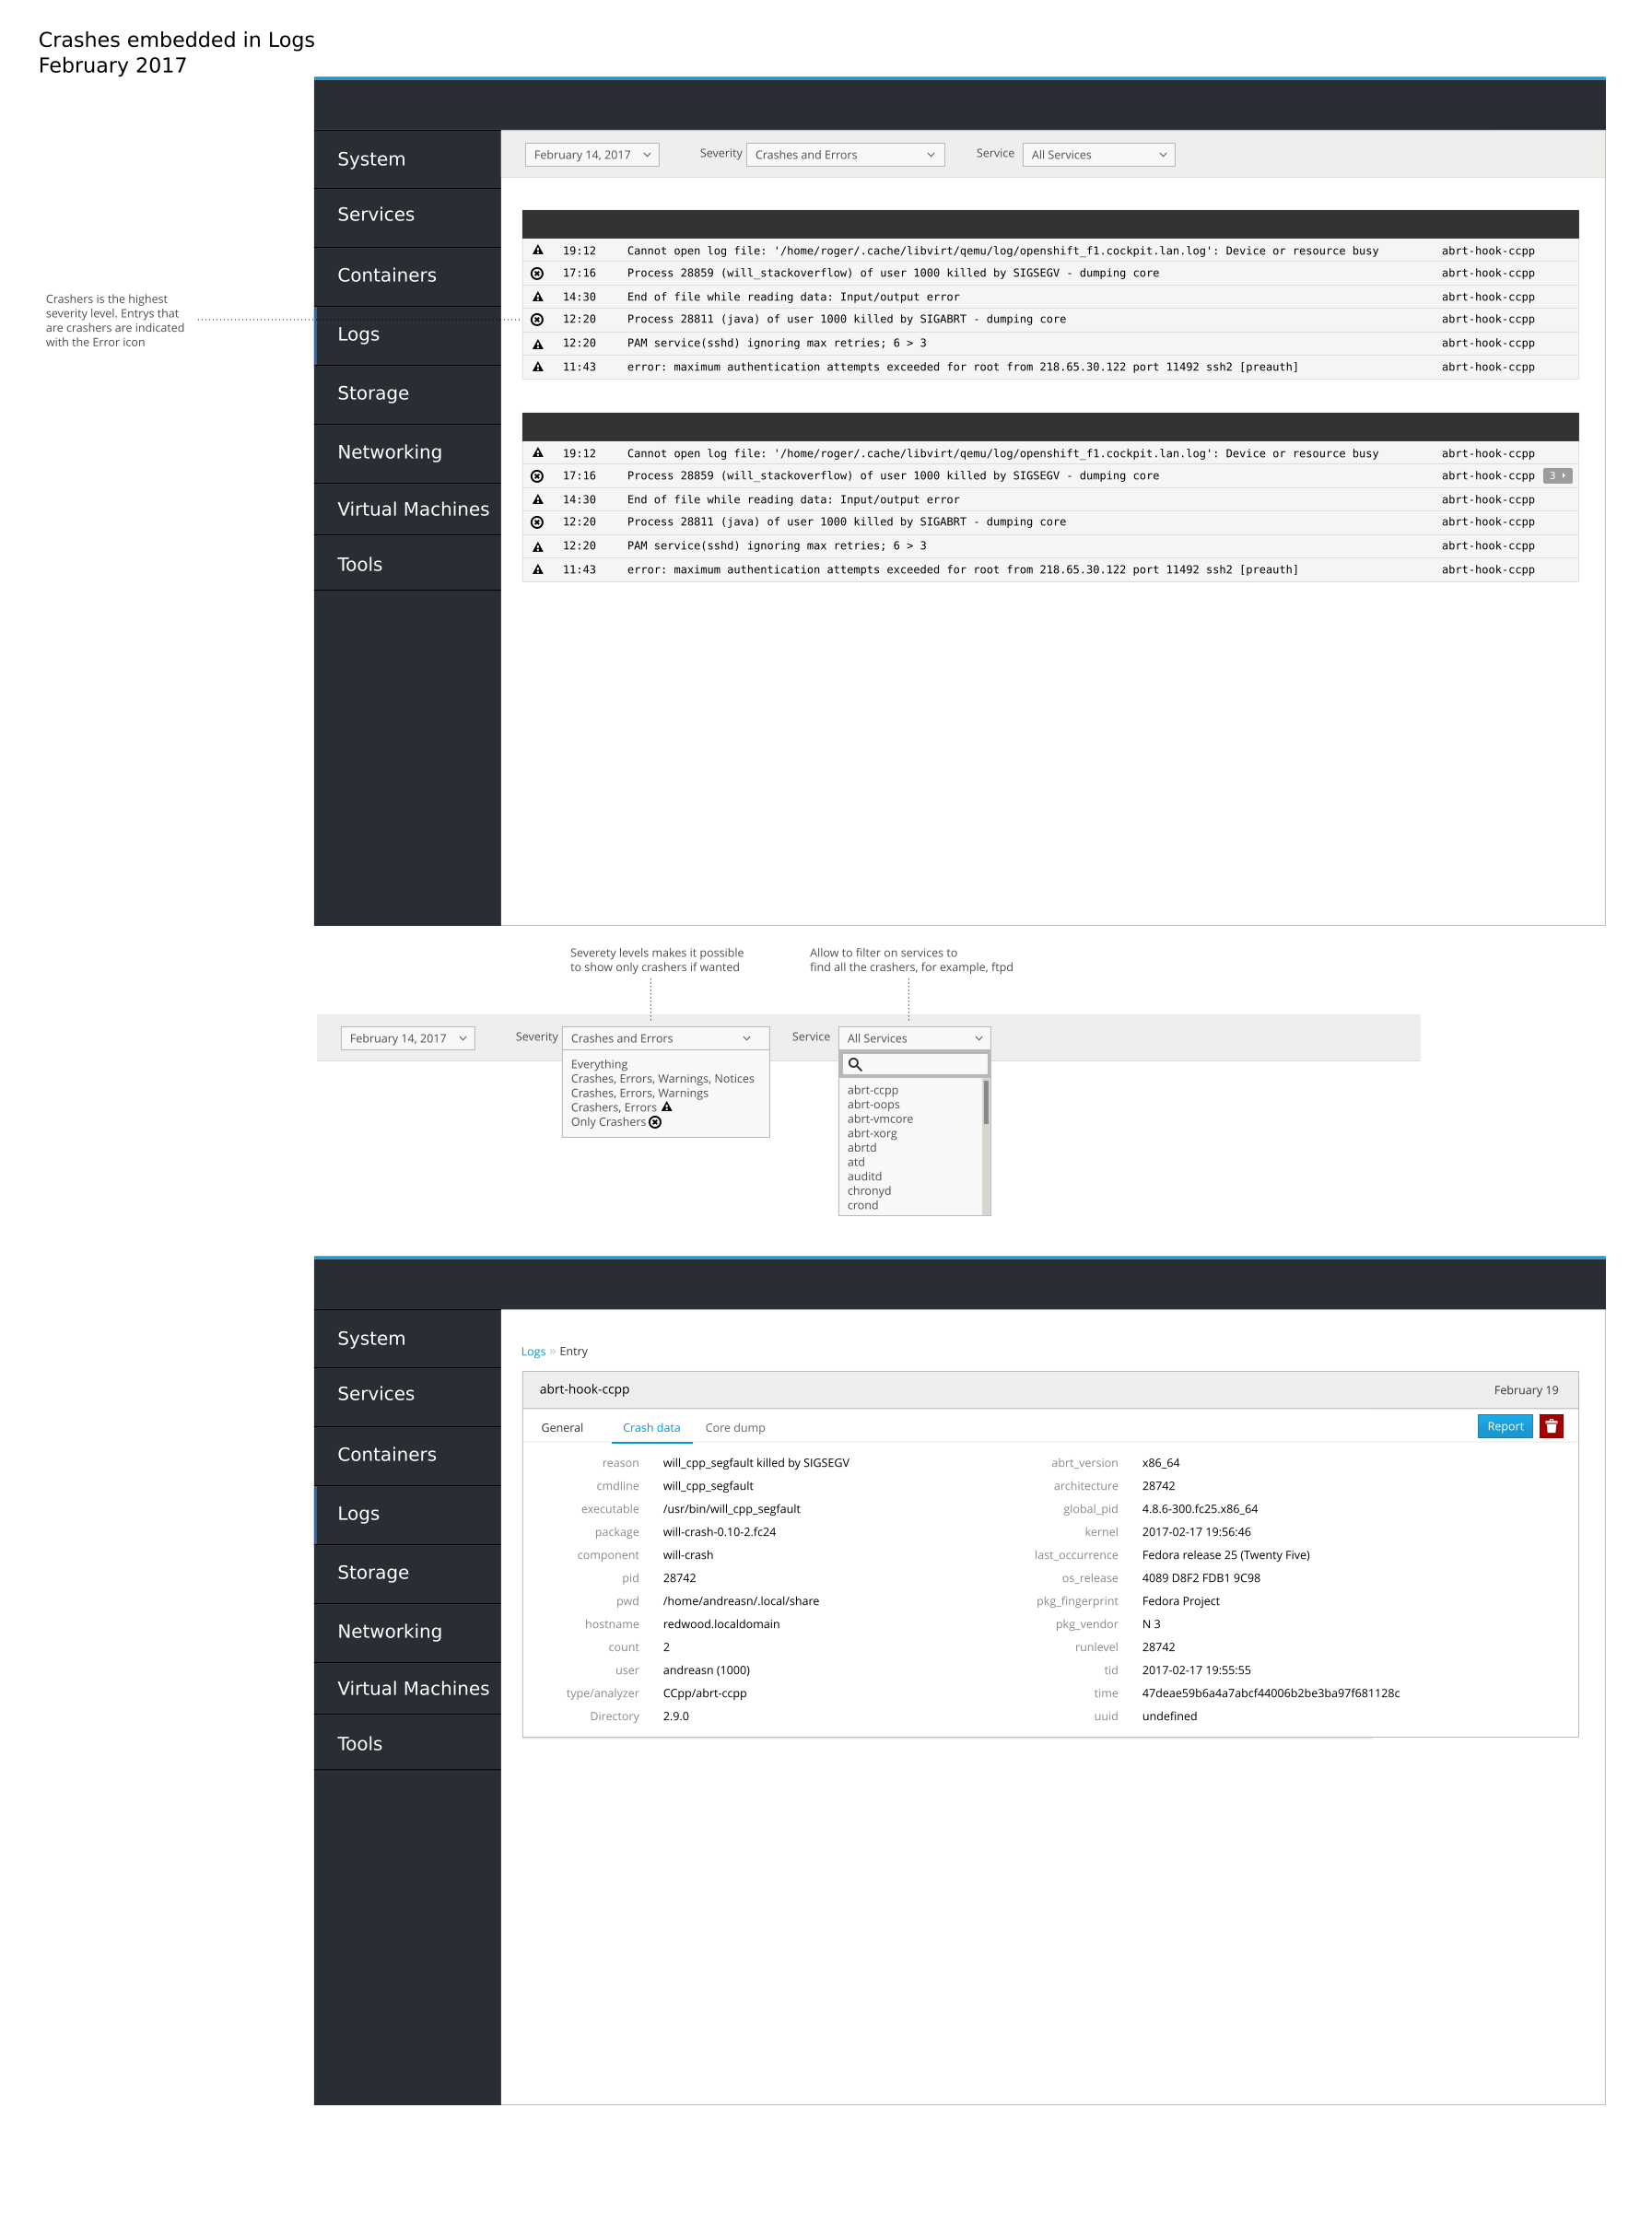 Crashes embedded in Logs
February 2017
System
Services
Containers
Logs
Storage
Networking
Virtual Machines
Tools
Crashers is the highest
severity level. Entrys that
are crashers are indicated
with the Error icon
February 14, 2017 Severity Crashes and Errors Service All Services
19:12 Cannot open log file: '/home/roger/.cache/libvirt/qemu/log/openshift_f1.cockpit.lan.log': Device or resource busy abrt-hook-ccpp
17:16 Process 28859 (will_stackoverflow) of user 1000 killed by SIGSEGV - dumping core abrt-hook-ccpp
14:30 End of file while reading data: Input/output error abrt-hook-ccpp
12:20 Process 28811 (java) of user 1000 killed by SIGABRT - dumping core abrt-hook-ccpp
12:20 PAM service(sshd) ignoring max retries; 6 > 3 abrt-hook-ccpp
11:43 error: maximum authentication attempts exceeded for root from 218.65.30.122 port 11492 ssh2 [preauth] abrt-hook-ccpp
19:12 Cannot open log file: '/home/roger/.cache/libvirt/qemu/log/openshift_f1.cockpit.lan.log': Device or resource busy abrt-hook-ccpp
17:16 Process 28859 (will_stackoverflow) of user 1000 killed by SIGSEGV - dumping core abrt-hook-ccpp 3
14:30 End of file while reading data: Input/output error abrt-hook-ccpp
12:20 Process 28811 (java) of user 1000 killed by SIGABRT - dumping core abrt-hook-ccpp
12:20 PAM service(sshd) ignoring max retries; 6 > 3 abrt-hook-ccpp
11:43 error: maximum authentication attempts exceeded for root from 218.65.30.122 port 11492 ssh2 [preauth] abrt-hook-ccpp
Severety levels makes it possible
to show only crashers if wanted
Allow to filter on services to
find all the crashers, for example, ftpd
February 14, 2017 Severity Crashes and Errors Service All Services
Everything
Crashes, Errors, Warnings, Notices
Crashes, Errors, Warnings
Crashers, Errors
Only Crashers
abrt-ccpp
abrt-oops
abrt-vmcore
abrt-xorg
abrtd
atd
auditd
chronyd
crond
System
Services
Containers
Logs
Storage
Networking
Virtual Machines
Tools
Logs » Entry
abrt-hook-ccpp February 19
General Crash data Core dump Report
reason will_cpp_segfault killed by SIGSEGV abrt_version x86_64
cmdline will_cpp_segfault architecture 28742
executable /usr/bin/will_cpp_segfault global_pid 4.8.6-300.fc25.x86_64
package will-crash-0.10-2.fc24 kernel 2017-02-17 19:56:46
component will-crash last_occurrence Fedora release 25 (Twenty Five)
pid 28742 os_release 4089 D8F2 FDB1 9C98
pwd /home/andreasn/.local/share pkg_fingerprint Fedora Project
hostname redwood.localdomain pkg_vendor N 3
count 2 runlevel 28742
user andreasn (1000) tid 2017-02-17 19:55:55
type/analyzer CCpp/abrt-ccpp time 47deae59b6a4a7abcf44006b2be3ba97f681128c
Directory 2.9.0 uuid undefined